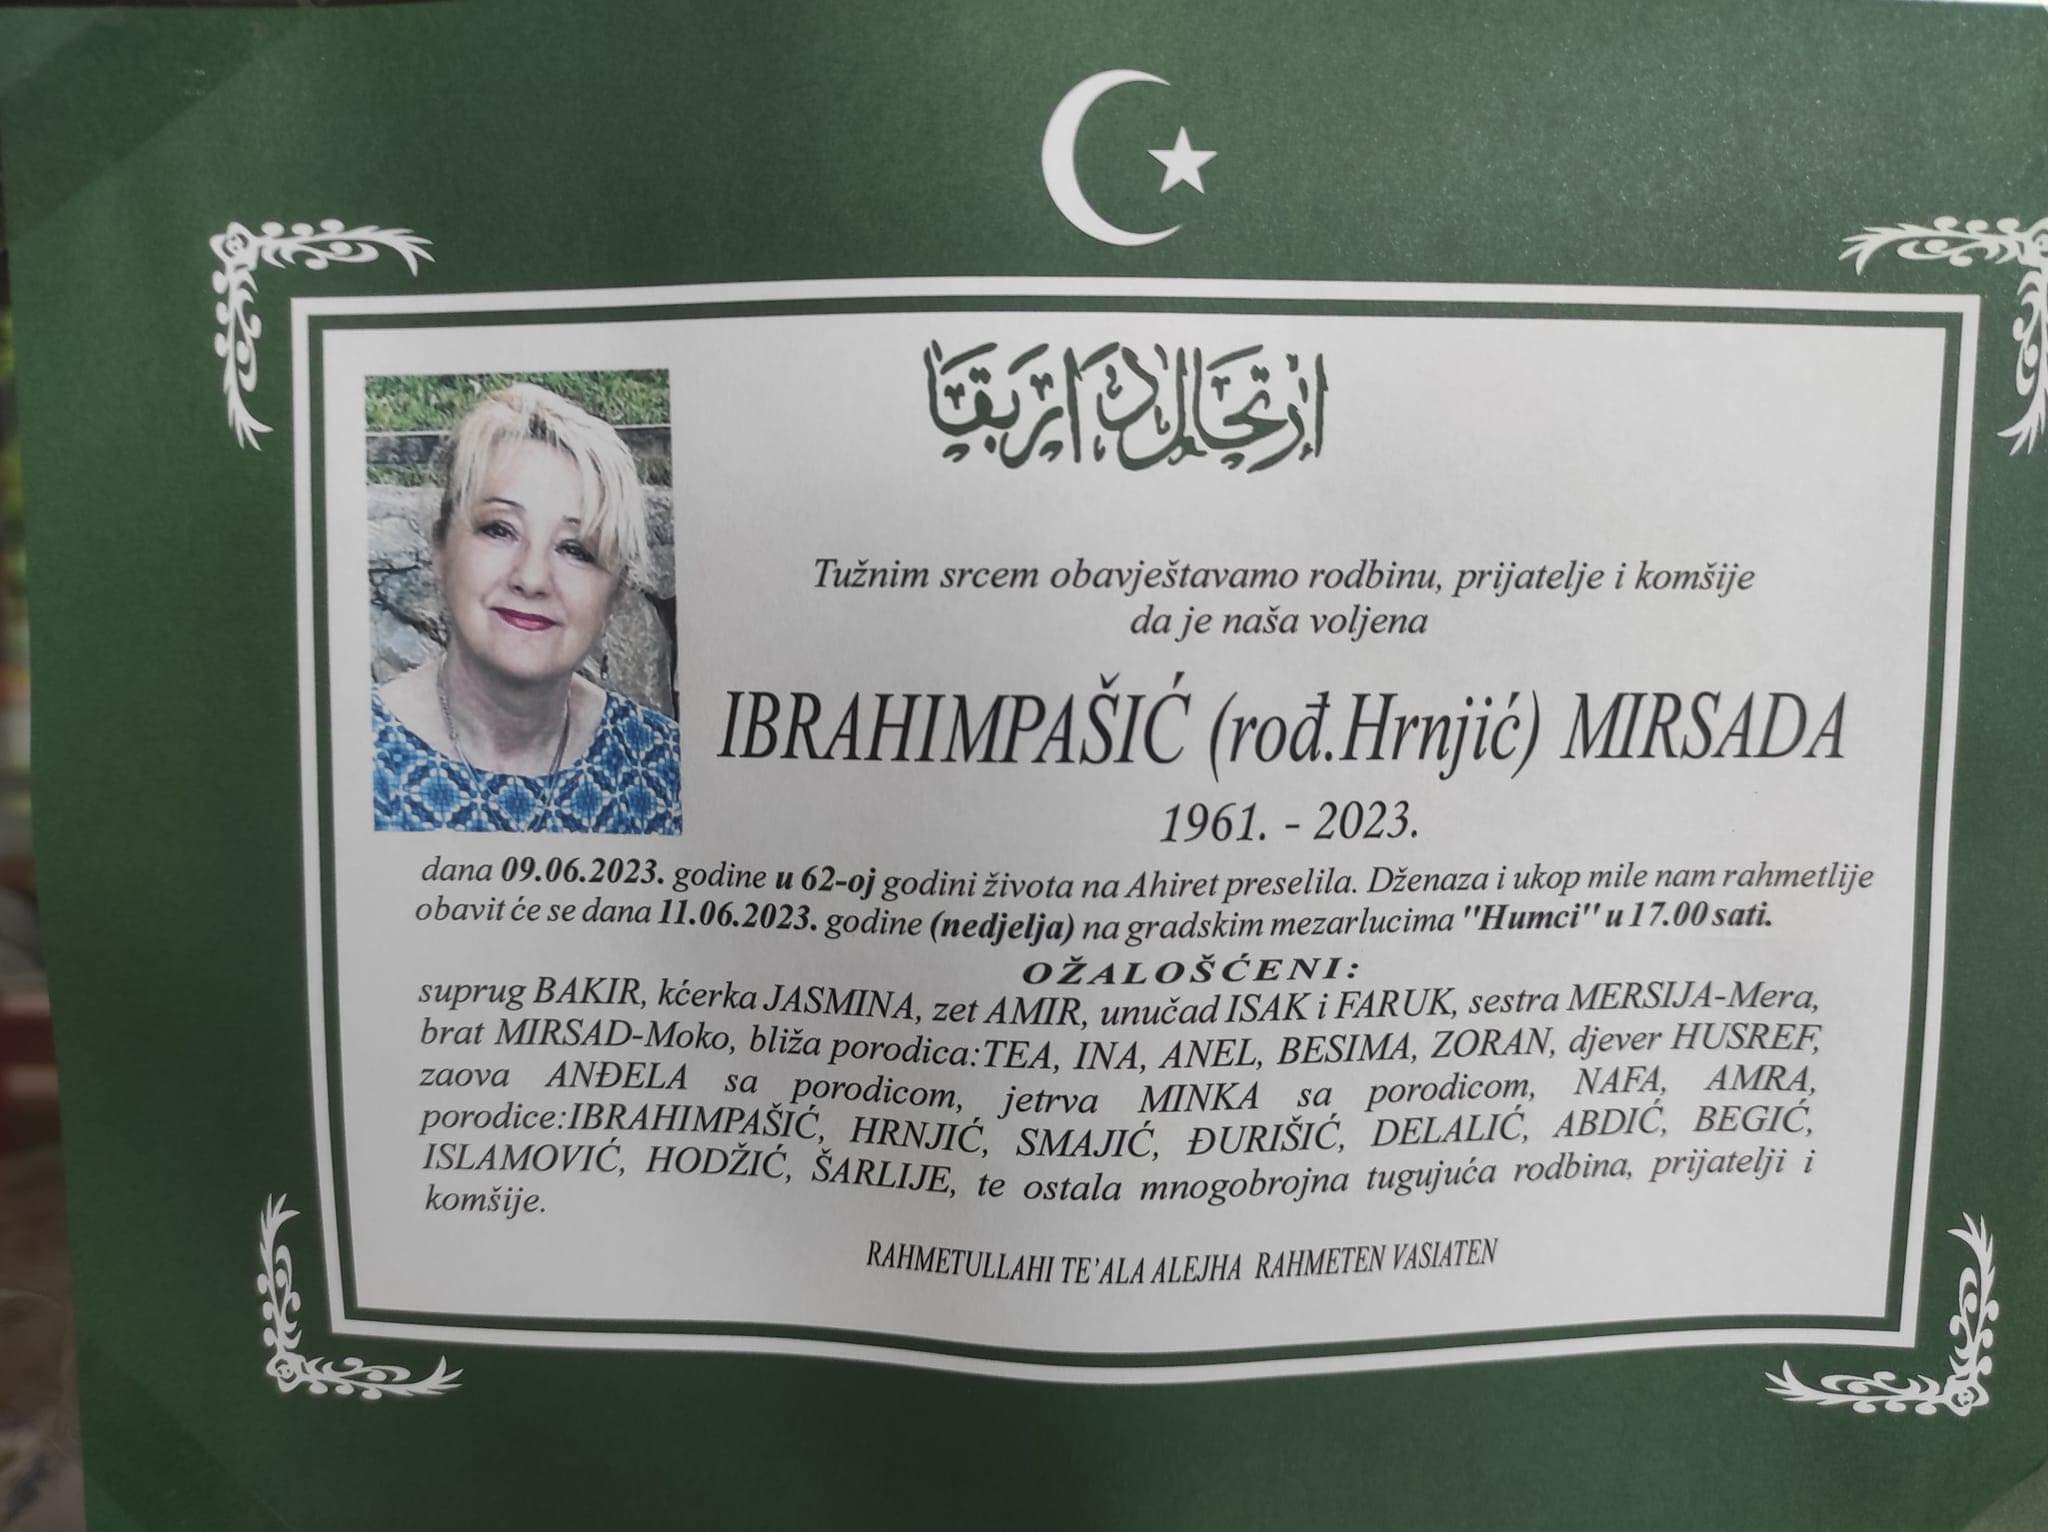 ارتحال دار بقا
Tužnim srcem obavještavamo rodbinu, prijatelje i komšije
da je naša voljena
IBRAHIMPAŠIĆ (rođ.Hrnjić) MIRSADA
1961. - 2023.
dana 09.06.2023. godine u 62-oj godini života na Ahiret preselila. Dženaza i ukop mile nam rahmetlije
obavit će se dana 11.06.2023. godine (nedjelja) na gradskim mezarlucima "Humci" u 17.00 sati.
OŽALOŠĆENI:
suprug BAKIR, kćerka JASMINA, zet AMIR, unučad ISAK i FARUK, sestra MERSIJA-Mera,
brat MIRSAD-Moko, bliža porodica:TEA, INA, ANEL, BESIMA, ZORAN, djever HUSREF,
zaova ANĐELA sa porodicom, jetrva MINKA sa porodicom, NAFA, AMRA,
porodice:IBRAHIMPAŠIĆ, HRNJIĆ, SMAJIĆ, ĐURIŠIĆ, DELALIĆ, ABDIĆ, BEGIĆ,
ISLAMOVIĆ, HODŽIĆ, ŠARLIJE, te ostala mnogobrojna tugujuća rodbina, prijatelji i
komšije.
RAHMETULLAHI TE’ALA ALEJHA RAHMETEN VASIATEN